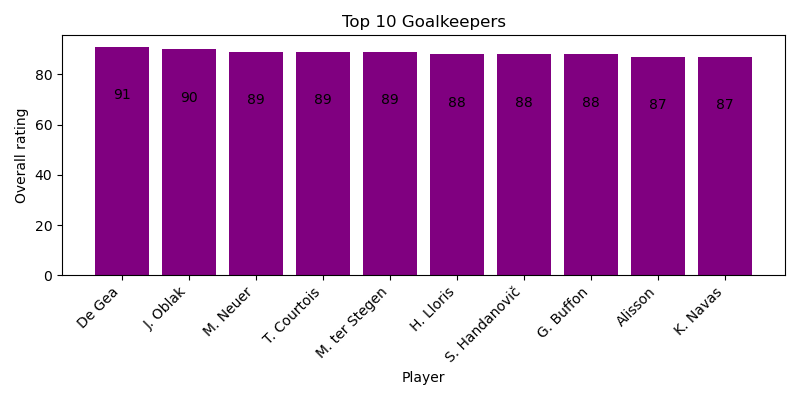 Top 10 Goalkeepers
Overall rating
80
60
40
20
0
91
90
89
89
89
88
88
88
87
87
De Gea
J. Oblak
M. Neuer
T. Courtois
M. ter Stegen
H. Lloris
S. Handanovič
G. Buffon
Alisson
K. Navas
Player